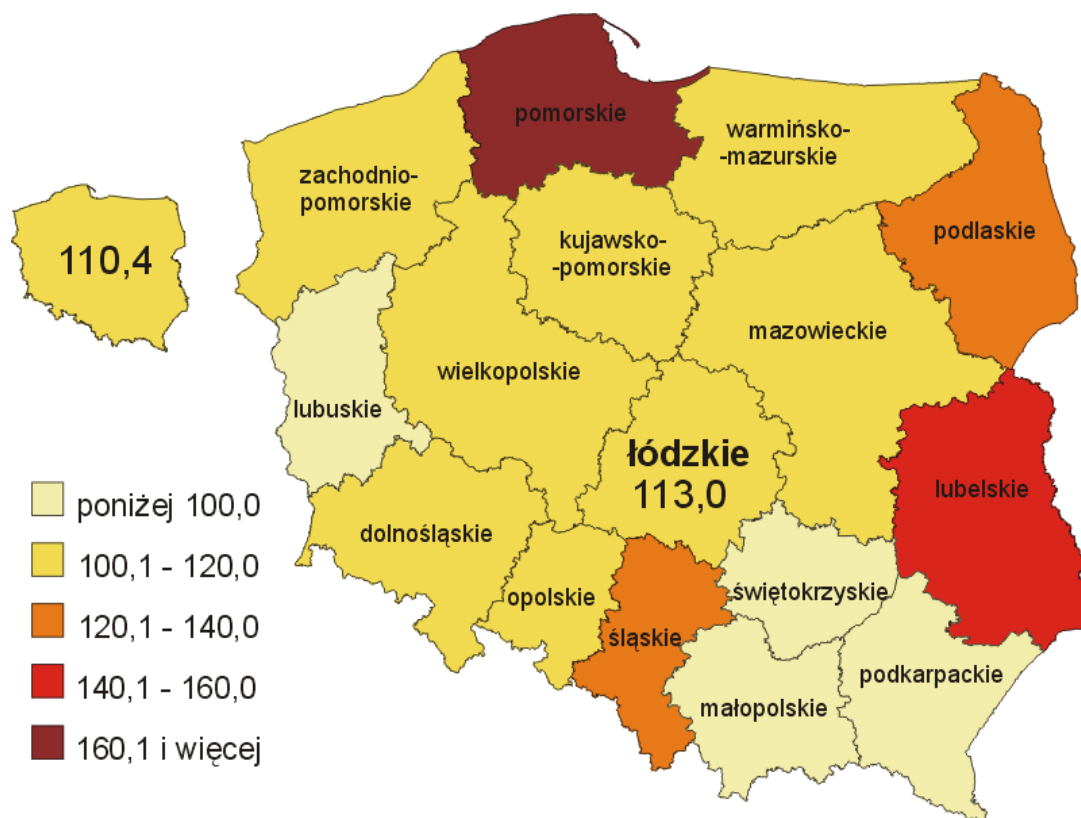 pomorskie
warmińsko-
-mazurskie
zachodnio-
pomorskie
podlaskie
kujawsko-
-pomorskie
110,4
mazowieckie
wielkopolskie
lubuskie
łódzkie
113,0
lubelskie
dolnośląskie
opolskie
świętokrzyskie
śląskie
podkarpackie
małopolskie
poniżej 100,0
100,1 - 120,0
120,1 - 140,0
140,1 - 160,0
160,1 i więcej